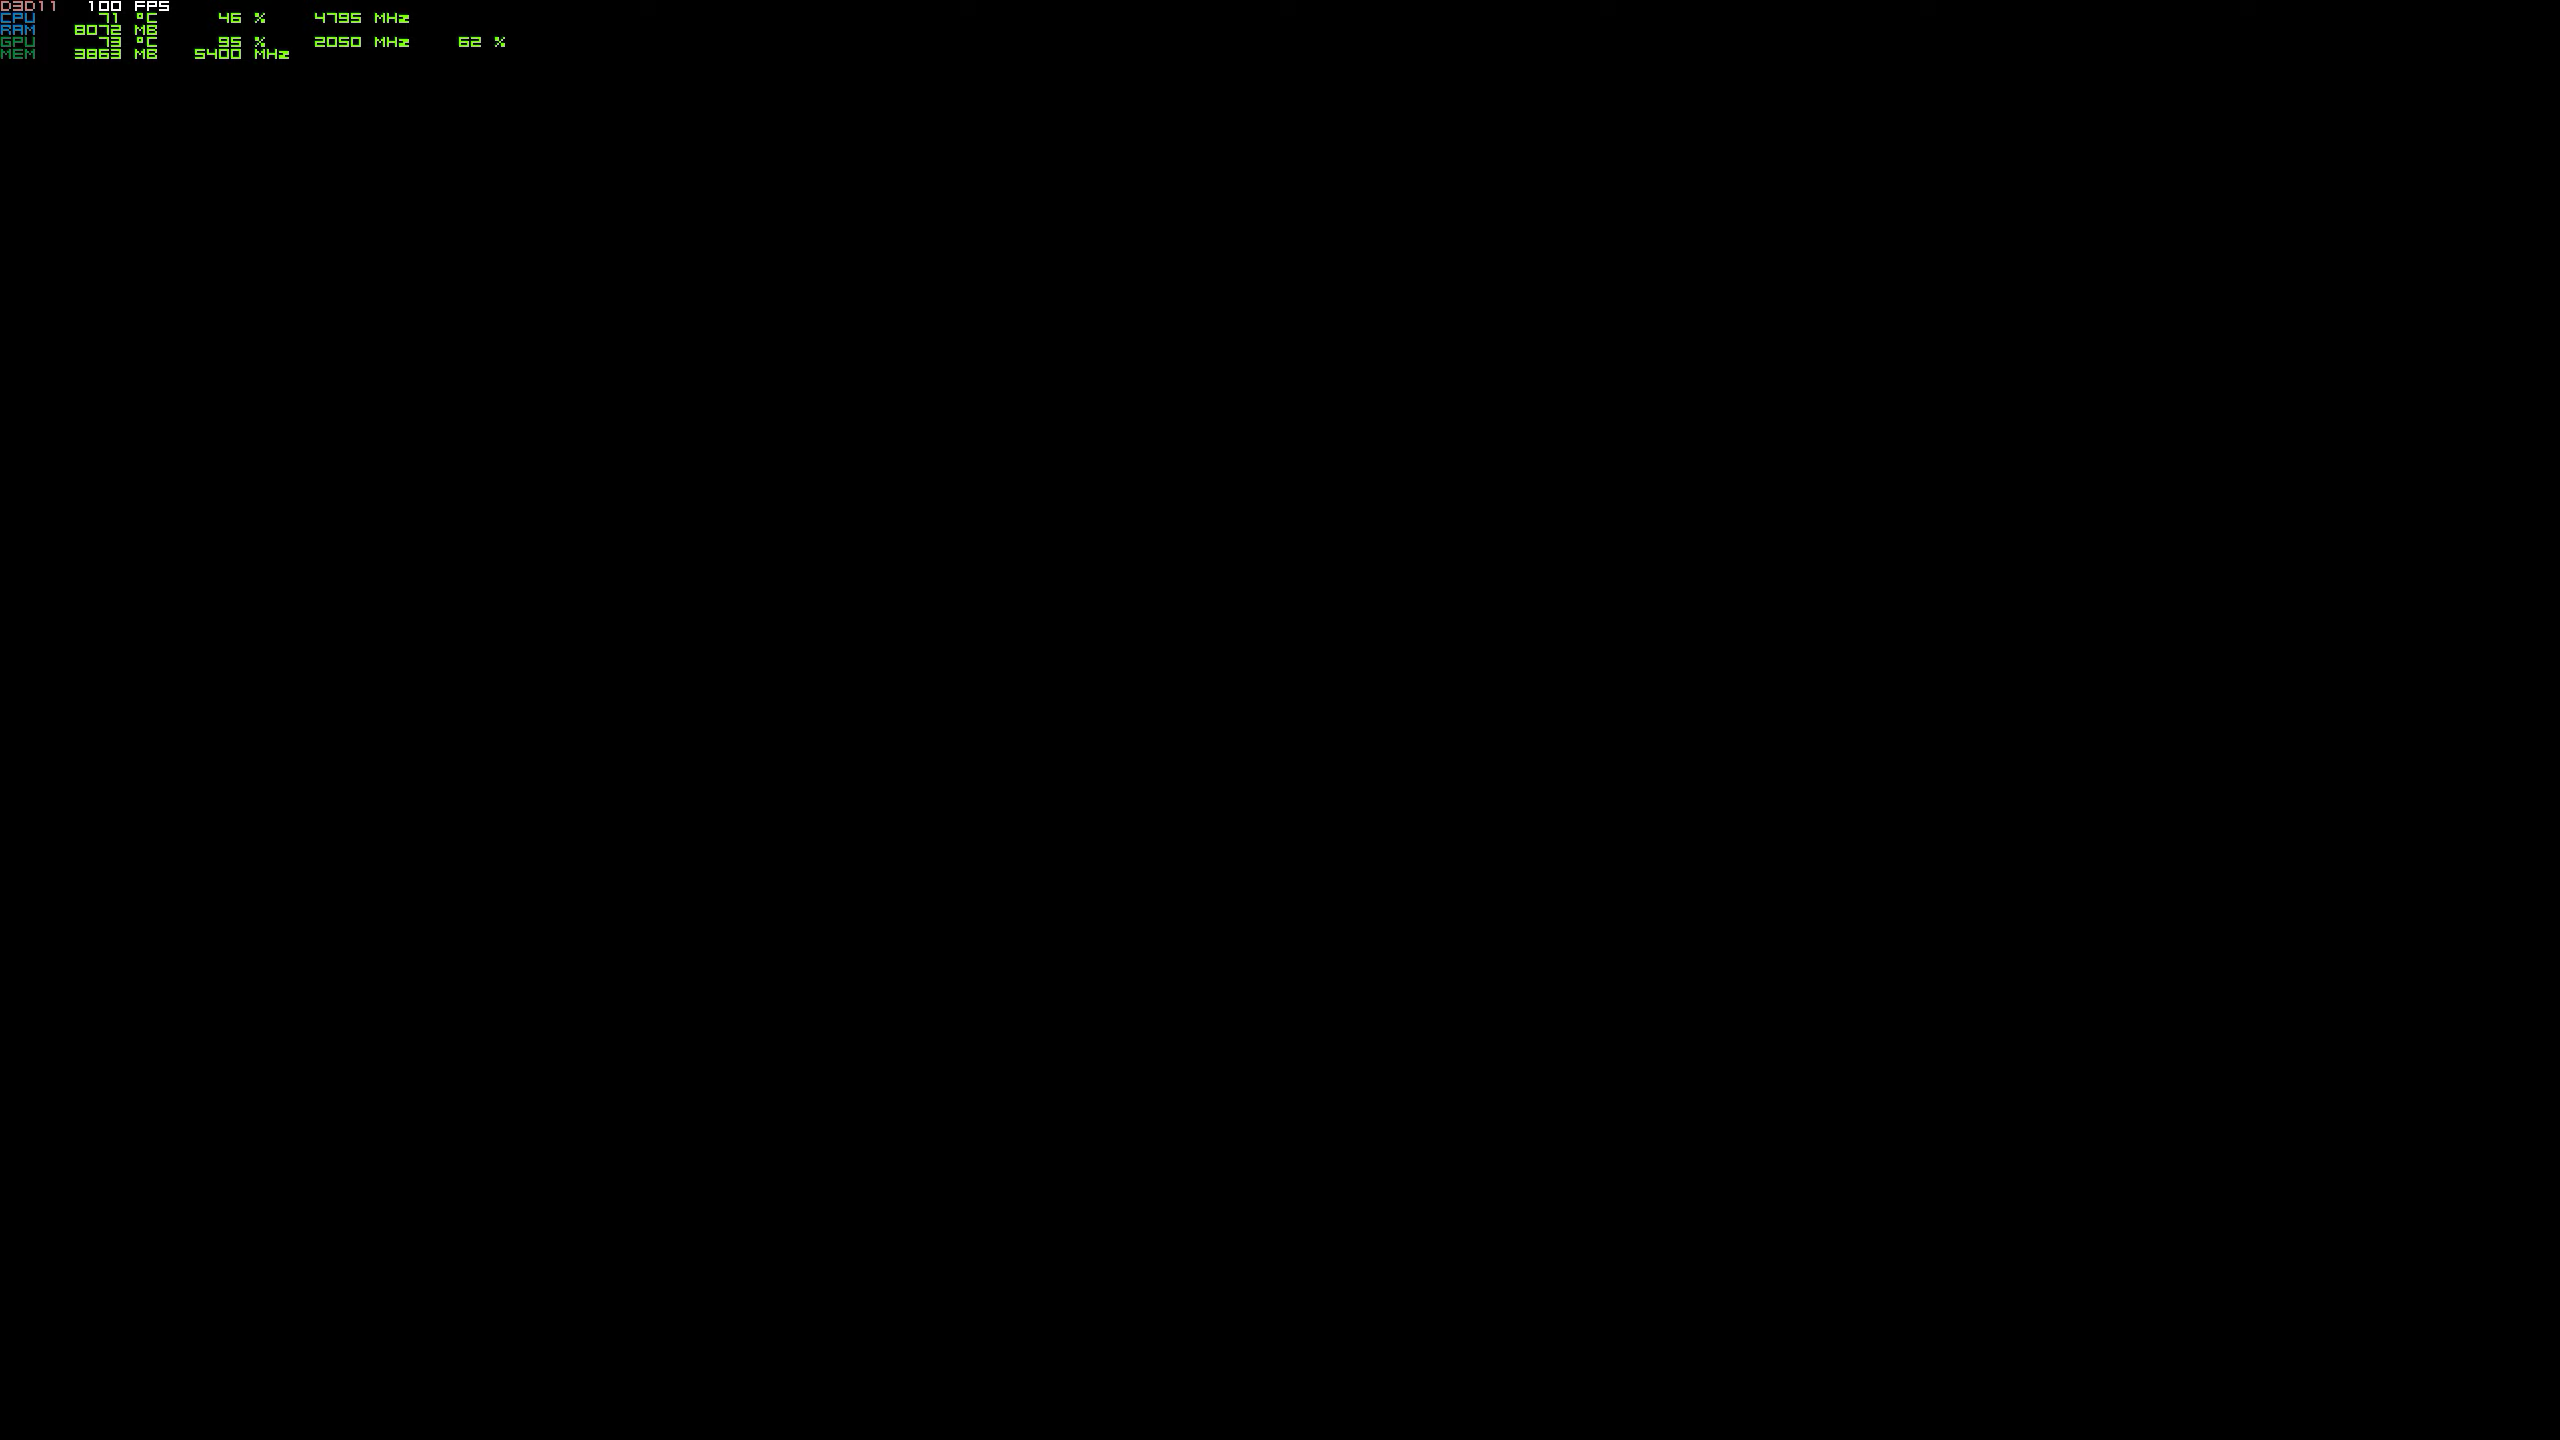 D3D11 100 FPS
CPU 71 °C 46 % 4795 MHz
RAM 8072 MB
GPU 73 °C 95 % 2050 MHz 62 %
MEM 3863 MB 5400 MHz